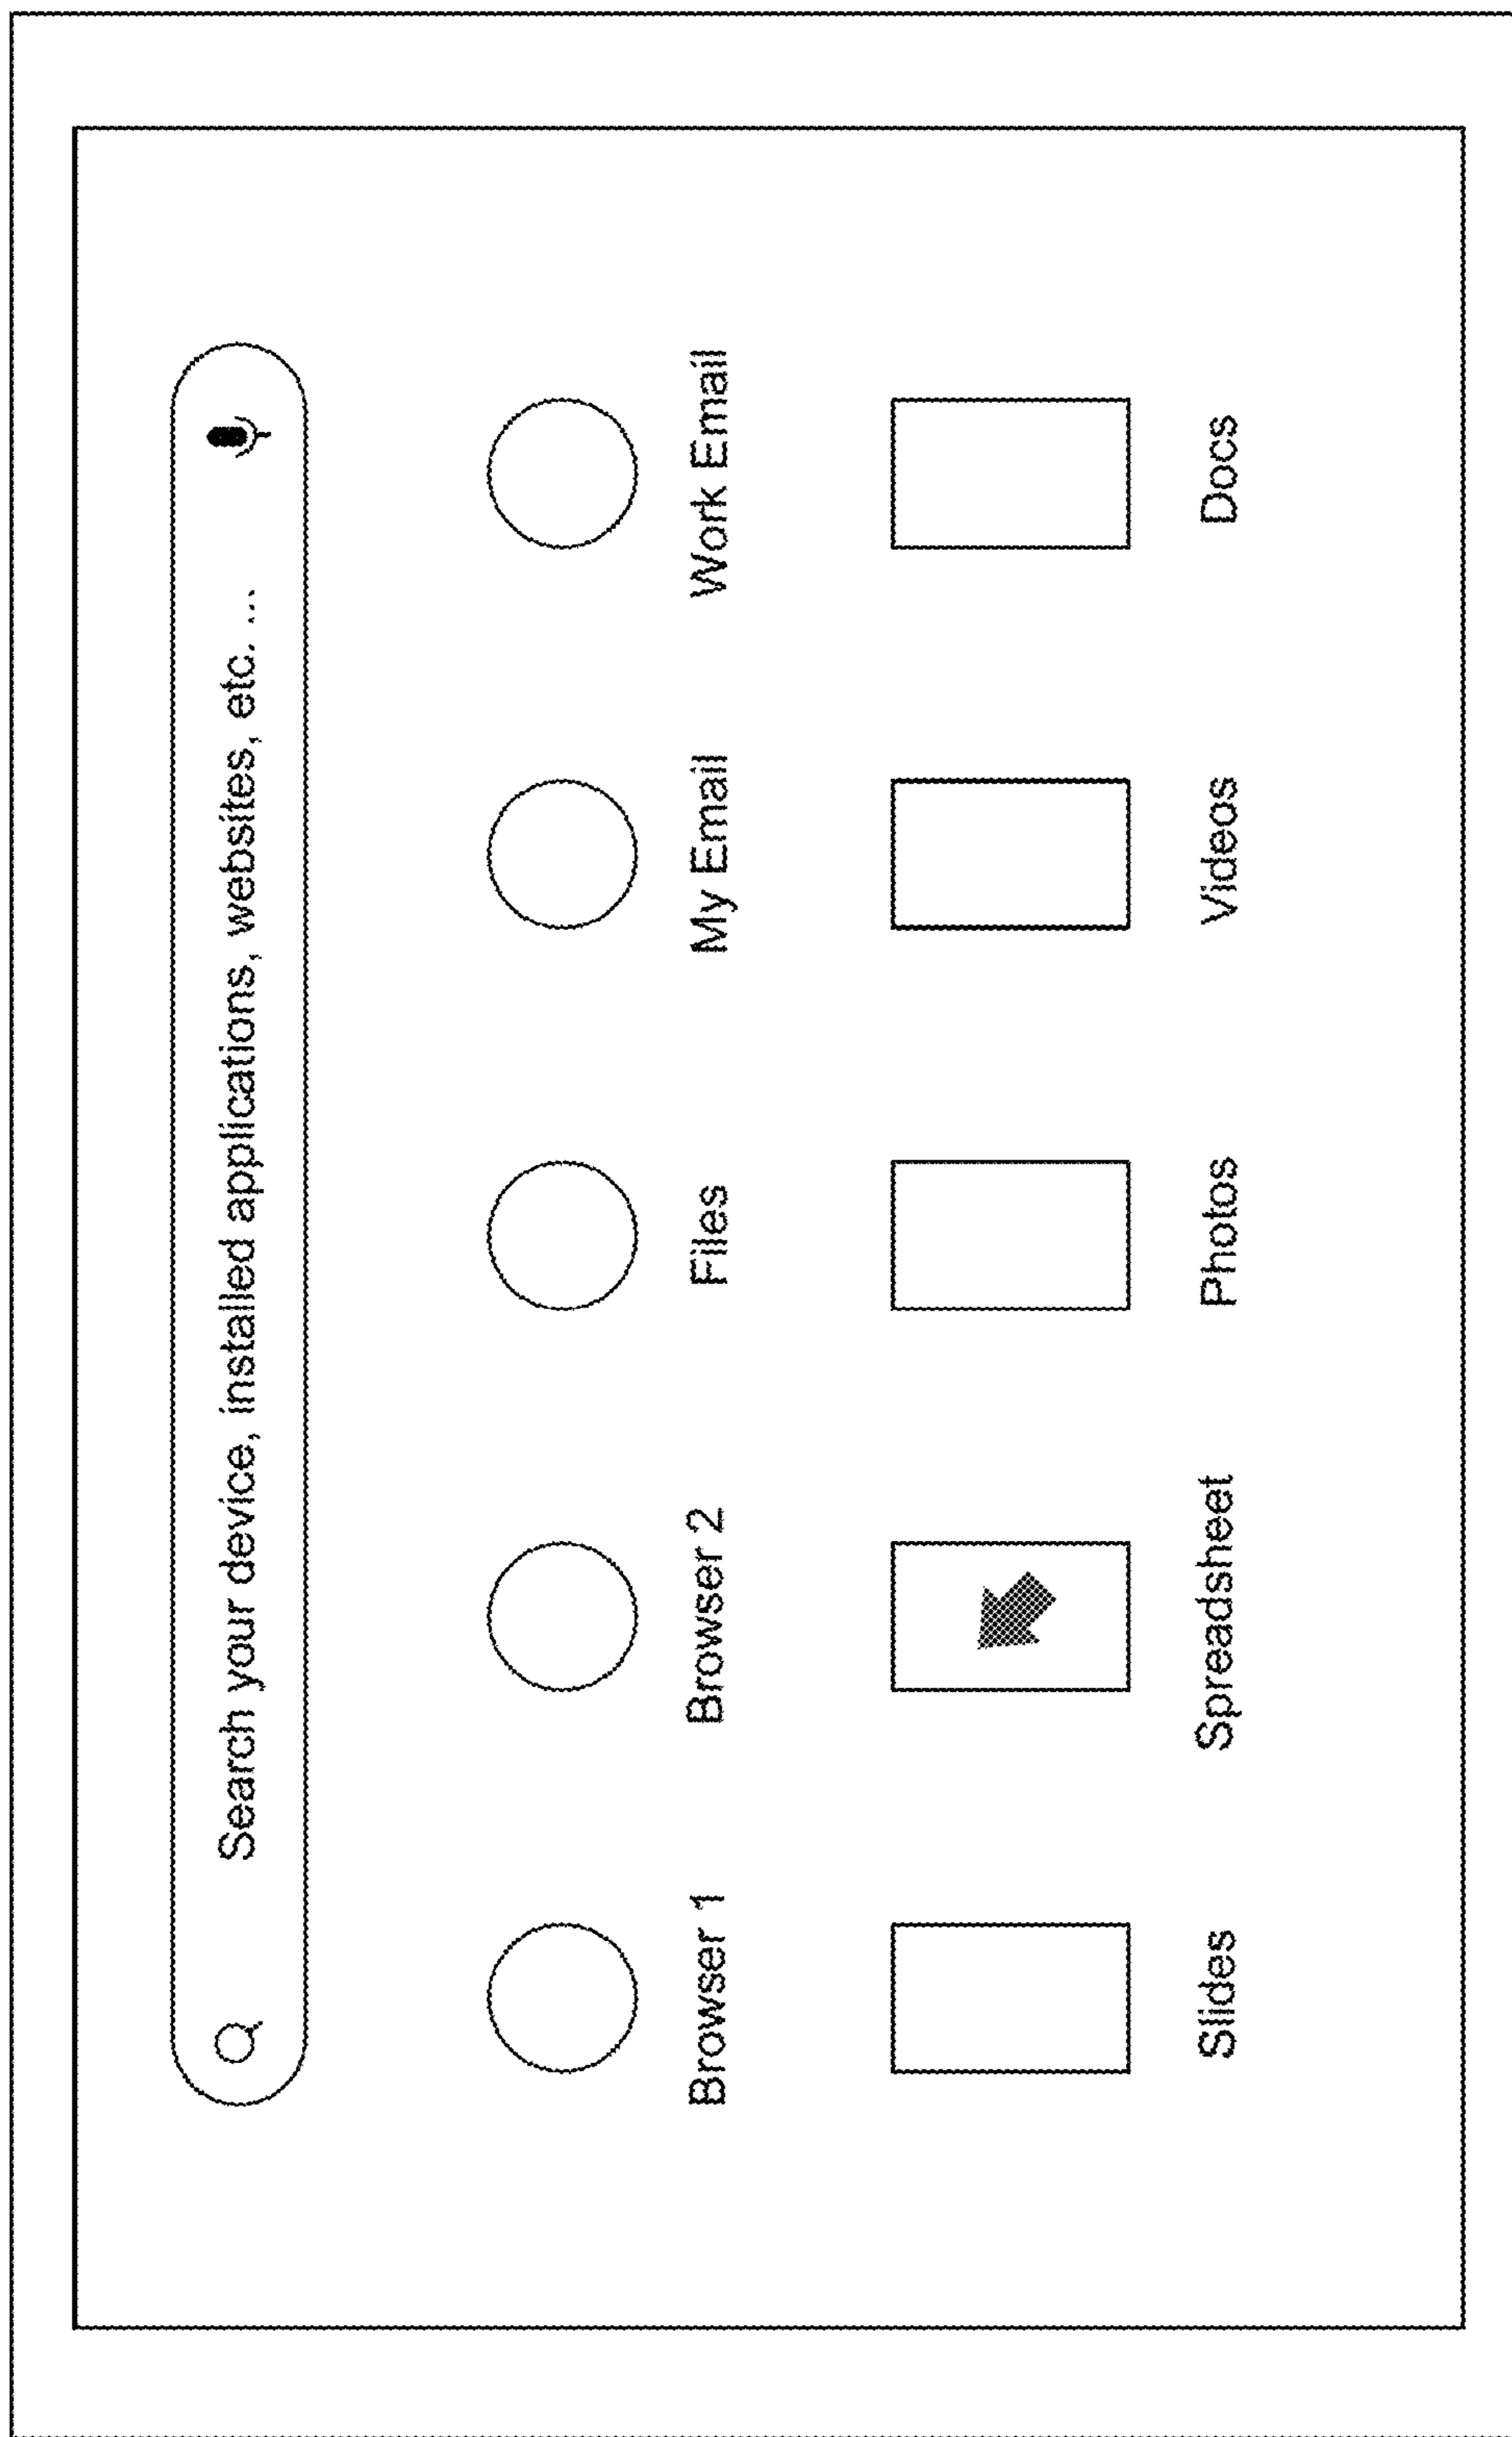 Search your device, installed applications, websites, etc. ...
Browser 1 Browser 2 Files My Email Work Email
Slides Spreadsheet Photos Videos Docs